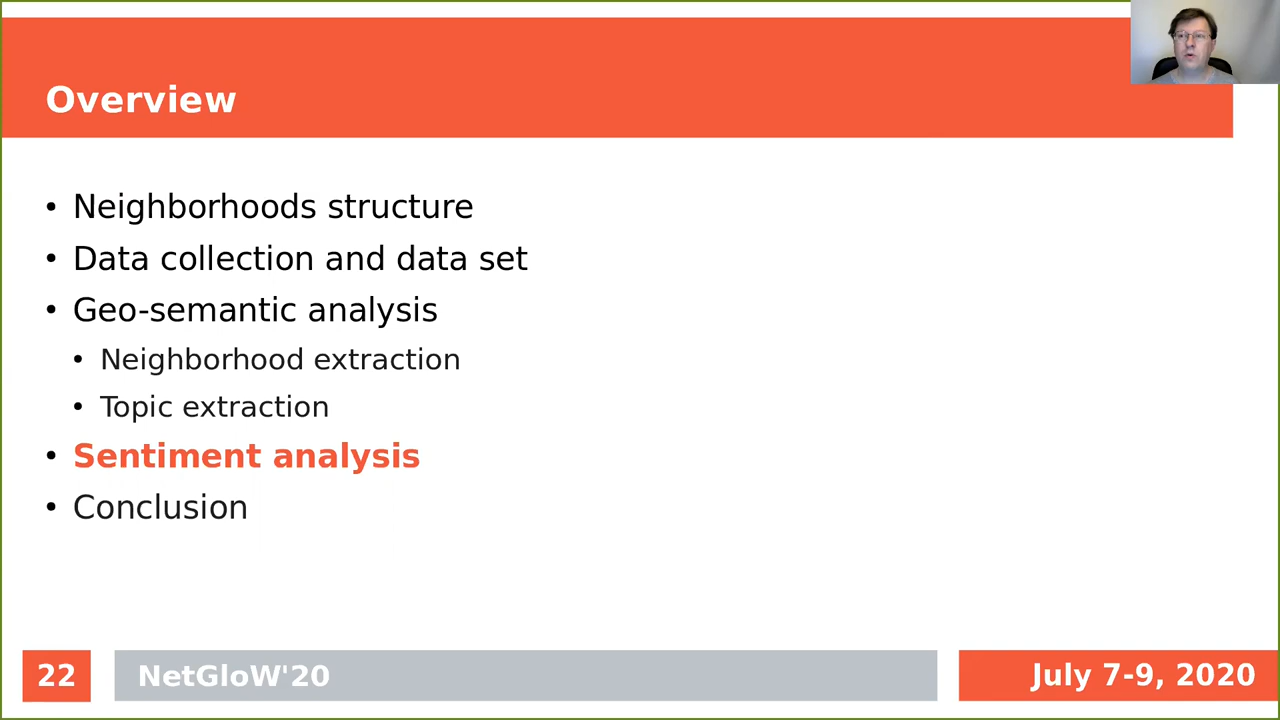 Overview
• Neighborhoods structure
• Data collection and data set
• Geo-semantic analysis
• Neighborhood extraction
• Topic extraction
• Sentiment analysis
• Conclusion
22
NetGloW'20
July 7-9, 2020